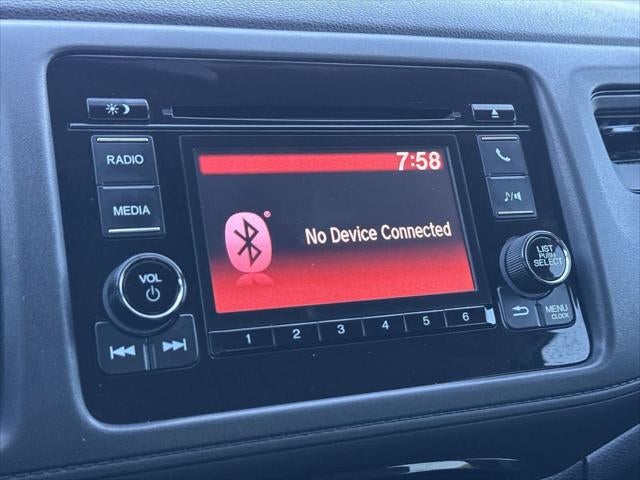 RADIO
MEDIA
VOL
7:58
No Device Connected
1 2 3 4 5 6
LIST
PUSH
SELECT
MENU
CLOCK